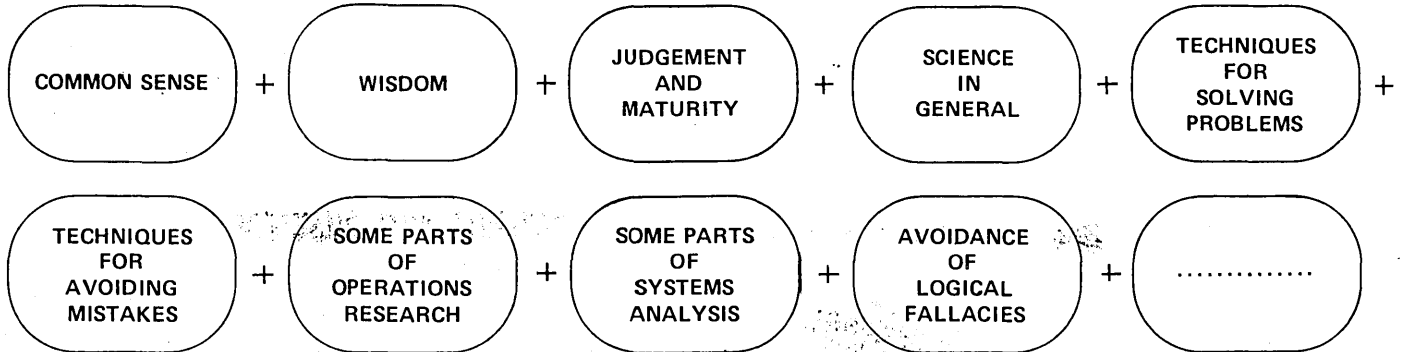 COMMON SENSE + WISDOM + JUDGEMENT AND MATURITY + SCIENCE IN GENERAL + TECHNIQUES FOR SOLVING PROBLEMS +
TECHNIQUES FOR AVOIDING MISTAKES + SOME PARTS OF OPERATIONS RESEARCH + SOME PARTS OF SYSTEMS ANALYSIS + AVOIDANCE OF LOGICAL FALLACIES + ..............